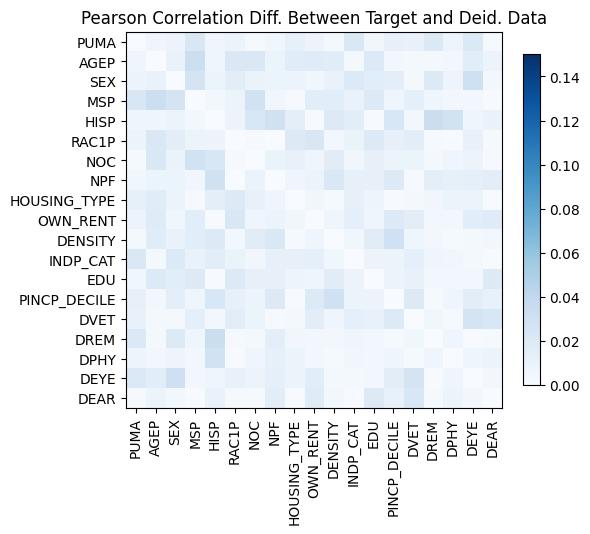 Pearson Correlation Diff. Between Target and Deid. Data
PUMA
AGEP
SEX
MSP
HISP
RAC1P
NOC
NPF
HOUSING_TYPE
OWN_RENT
DENSITY
INDP_CAT
EDU
PINCP_DECILE
DVET
DREM
DPHY
DEYE
DEAR
0.14
0.12
0.10
0.08
0.06
0.04
0.02
0.00
PUMA
AGEP
SEX
MSP
HISP
RAC1P
NOC
NPF
HOUSING_TYPE
OWN_RENT
DENSITY
INDP_CAT
EDU
PINCP_DECILE
DVET
DREM
DPHY
DEYE
DEAR